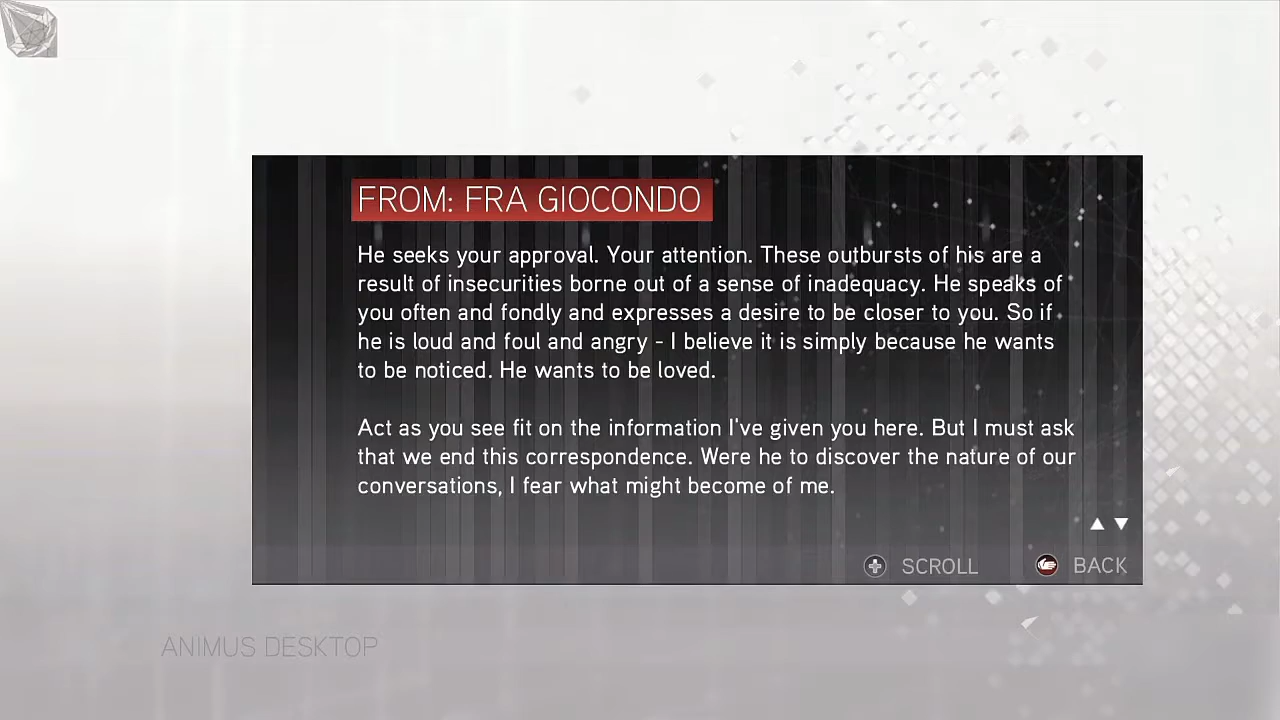 FROM: FRA GIOCONDO
He seeks your approval. Your attention. These outbursts of his are a
result of insecurities borne out of a sense of inadequacy. He speaks of
you often and fondly and expresses a desire to be closer to you. So if
he is loud and foul and angry - I believe it is simply because he wants
to be noticed. He wants to be loved.
Act as you see fit on the information I've given you here. But I must ask
that we end this correspondence. Were he to discover the nature of our
conversations, I fear what might become of me.
SCROLL BACK
ANIMUS DESKTOP